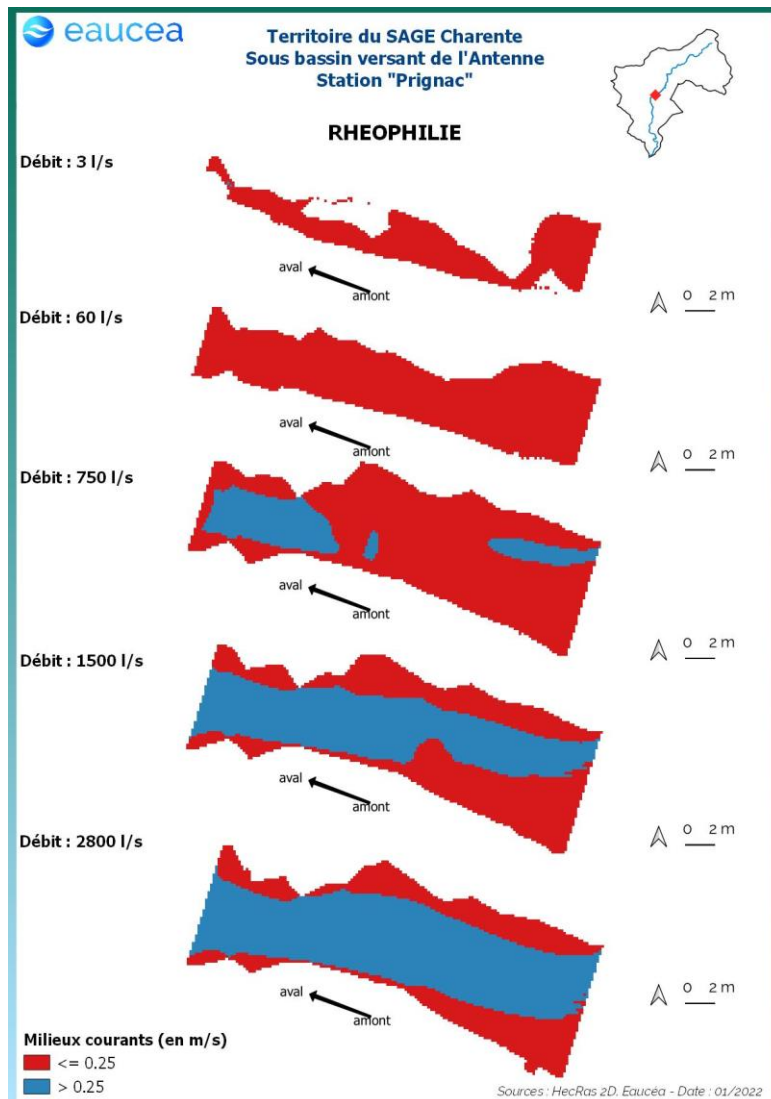 eaucea
Territoire du SAGE Charente
Sous bassin versant de l'Antenne
Station "Prignac"
RHEOPHILIE
Débit : 3 l/s
aval
amont
0 2 m
Débit : 60 l/s
aval
amont
0 2 m
Débit : 750 l/s
aval
amont
0 2 m
Débit : 1500 l/s
aval
amont
0 2 m
Débit : 2800 l/s
aval
amont
0 2 m
Milieux courants (en m/s)
<= 0.25
> 0.25
Sources : HecRas 2D. Eaucéa - Date : 01/2022